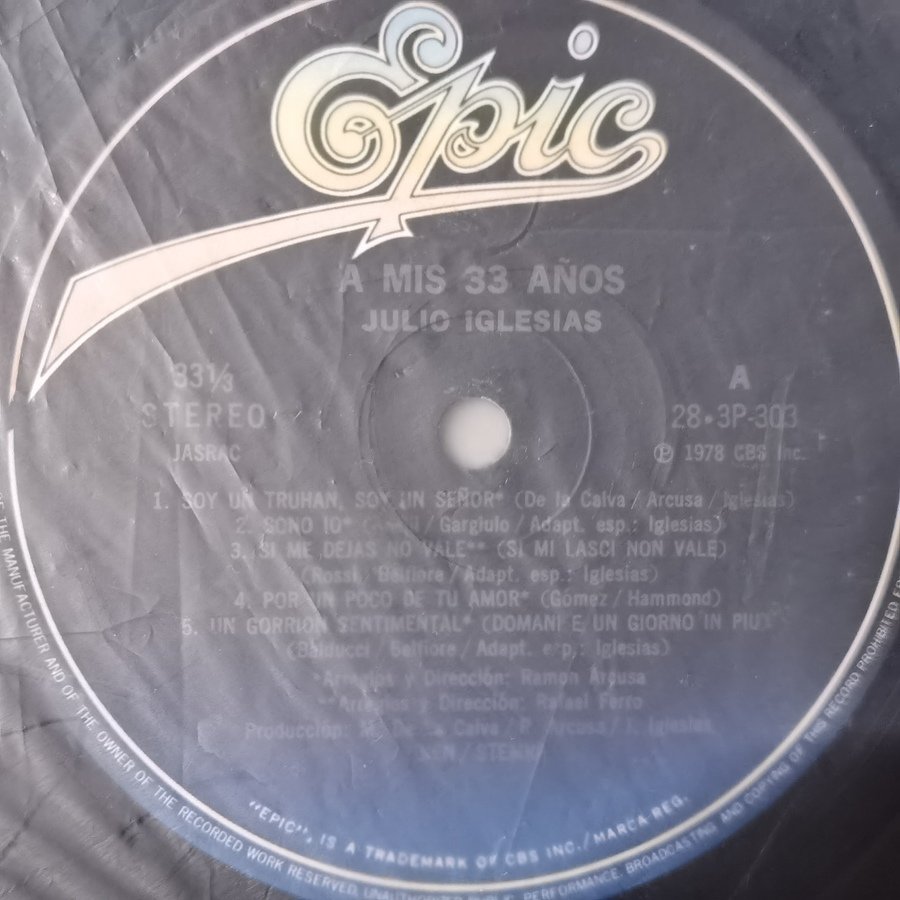 Epic
A MIS 33 AÑOS
JULIO IGLESIAS
33⅓
A
STEREO
28・3P-303
JASRAC
Ⓟ 1978 CBS Inc.
1. SOY UN TRUHAN, SOY UN SEÑOR* (De la Calva / Arcusa / Iglesias)
2. SONO IO* / Gargiulo / Adapt. esp.: Iglesias)
3. SI ME DEJAS NO VALE** (SI MI LASCI NON VALE)
(Rossi / Belfiore / Adapt. esp.: Iglesias)
4. POR UN POCO DE TU AMOR* (Gómez / Hammond)
5. UN GORRION SENTIMENTAL* (DOMANI E UN GIORNO IN PIU)
(Balducci / Belfiore / Adapt. esp.: Iglesias)
*Arreglos y Dirección: Ramon Arcusa
**Arreglos y Dirección: Rafael Ferro
Producción: M. De la Calva / R. Arcusa / J. Iglesias
"EPIC", IS A TRADEMARK OF CBS INC./MARCA REG.
OF THE MANUFACTURER AND OF THE OWNER OF THE RECORDED WORK RESERVED. UNAUTHORIZED PUBLIC PERFORMANCE, BROADCASTING AND COPYING OF THIS RECORD PROHIBITED